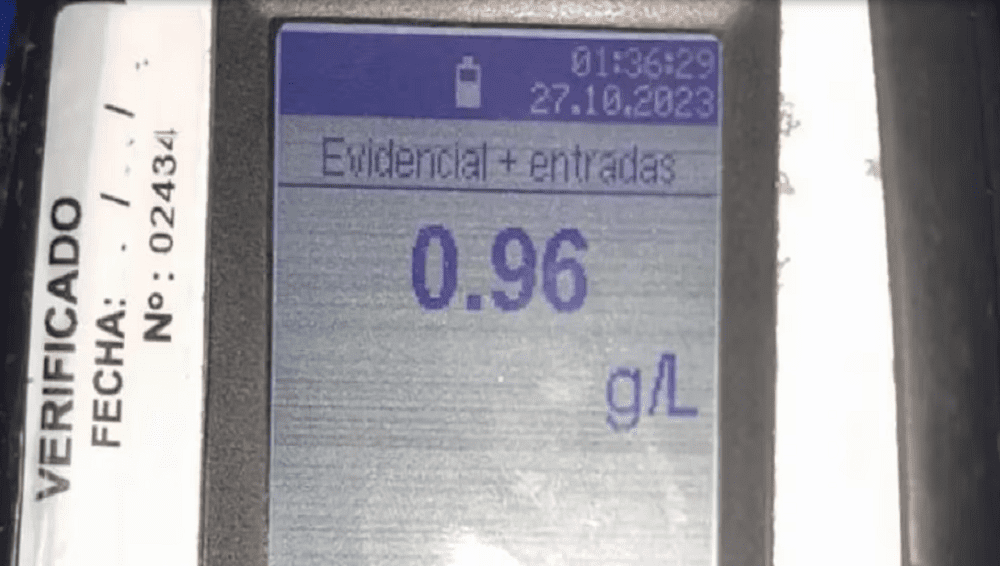 01:36:29
27.10.2023
Evidencial + entradas
0.96
g/L
VERIFICADO
FECHA:
Nº: 02434